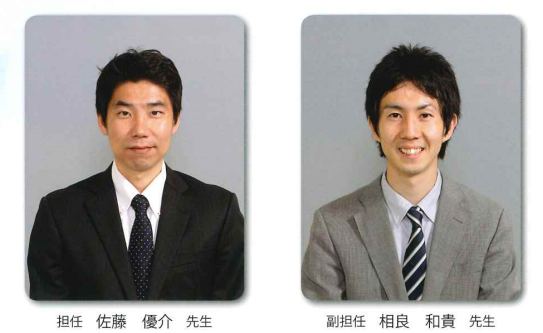 担任　佐藤　優介　先生
副担任　相良　和貴　先生